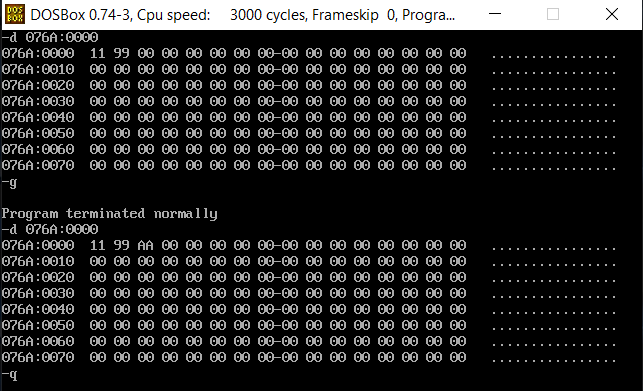 DOS
BOX
DOSBox 0.74-3, Cpu speed:     3000 cycles, Frameskip  0, Progra...
-d 076A:0000
076A:0000  11 99 00 00 00 00 00 00-00 00 00 00 00 00 00 00   ................
076A:0010  00 00 00 00 00 00 00 00-00 00 00 00 00 00 00 00   ................
076A:0020  00 00 00 00 00 00 00 00-00 00 00 00 00 00 00 00   ................
076A:0030  00 00 00 00 00 00 00 00-00 00 00 00 00 00 00 00   ................
076A:0040  00 00 00 00 00 00 00 00-00 00 00 00 00 00 00 00   ................
076A:0050  00 00 00 00 00 00 00 00-00 00 00 00 00 00 00 00   ................
076A:0060  00 00 00 00 00 00 00 00-00 00 00 00 00 00 00 00   ................
076A:0070  00 00 00 00 00 00 00 00-00 00 00 00 00 00 00 00   ................
-g
Program terminated normally
-d 076A:0000
076A:0000  11 99 AA 00 00 00 00 00-00 00 00 00 00 00 00 00   ................
076A:0010  00 00 00 00 00 00 00 00-00 00 00 00 00 00 00 00   ................
076A:0020  00 00 00 00 00 00 00 00-00 00 00 00 00 00 00 00   ................
076A:0030  00 00 00 00 00 00 00 00-00 00 00 00 00 00 00 00   ................
076A:0040  00 00 00 00 00 00 00 00-00 00 00 00 00 00 00 00   ................
076A:0050  00 00 00 00 00 00 00 00-00 00 00 00 00 00 00 00   ................
076A:0060  00 00 00 00 00 00 00 00-00 00 00 00 00 00 00 00   ................
076A:0070  00 00 00 00 00 00 00 00-00 00 00 00 00 00 00 00   ................
-q